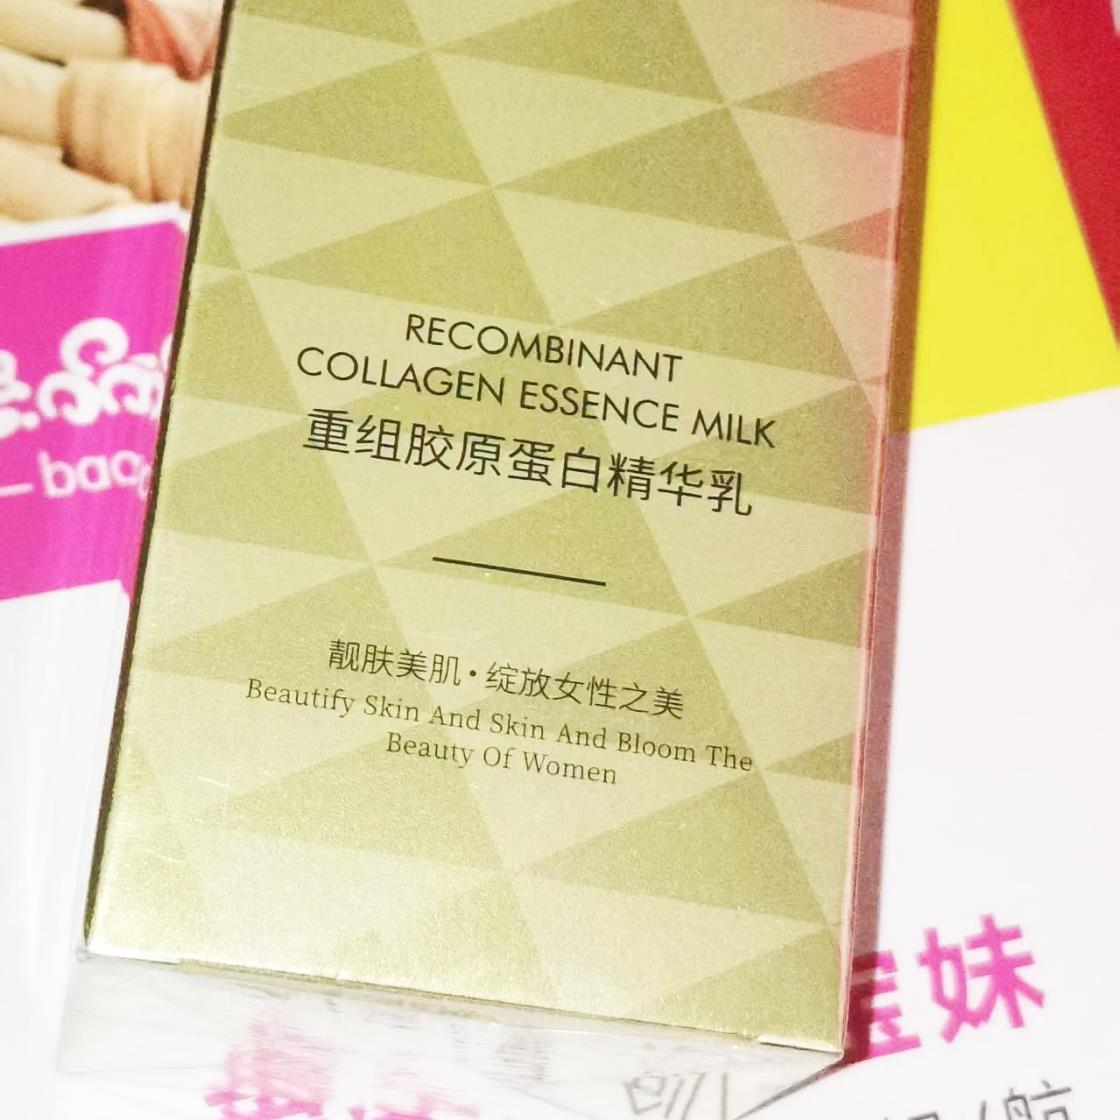 RECOMBINANT
COLLAGEN ESSENCE MILK
重组胶原蛋白精华乳
靓肤美肌·绽放女性之美
Beautify Skin And Skin And Bloom The
Beauty Of Women
妹